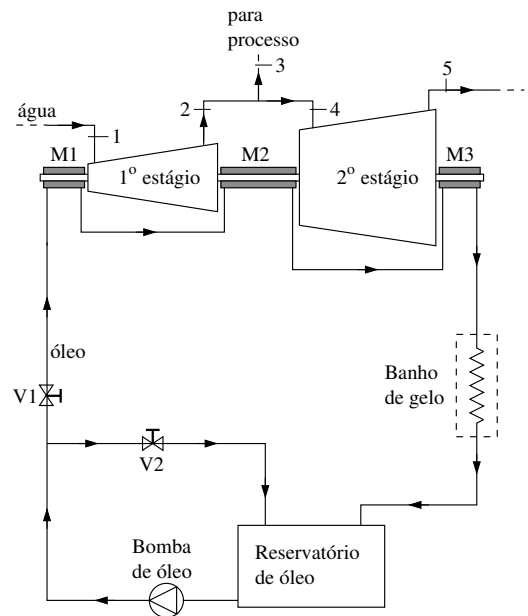 para
processo
3
5
água
1
2
4
M1
M2
M3
1º estágio
2º estágio
óleo
V1
V2
Banho
de gelo
Bomba
de óleo
Reservatório
de óleo